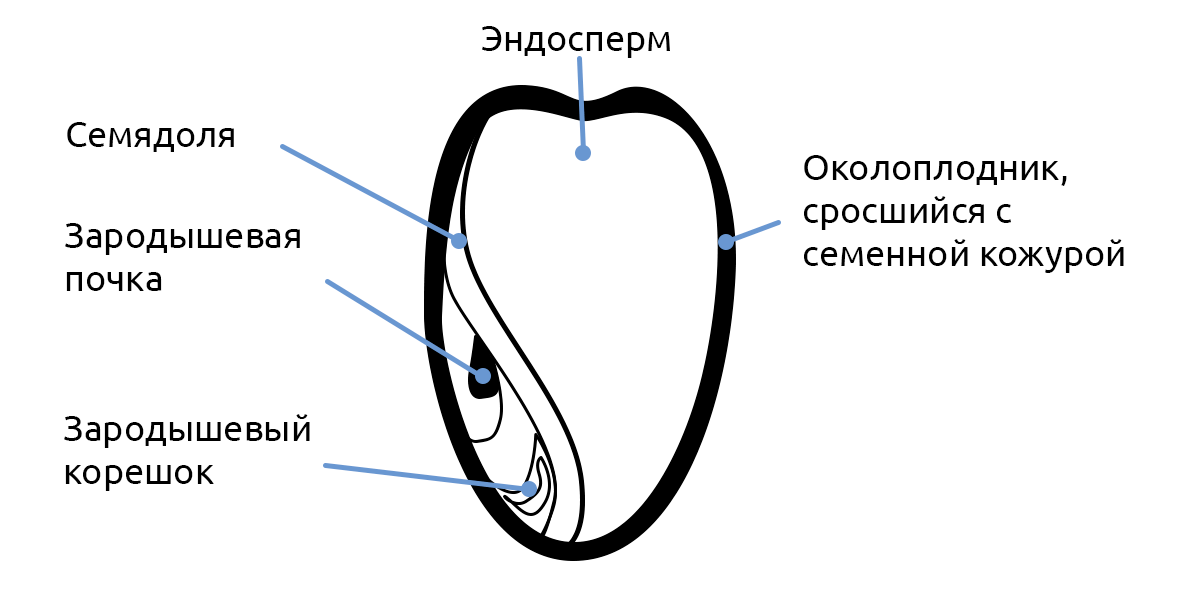 Эндосперм
Семядоля
Околоплодник,
сросшийся с
семенной кожурой
Зародышевая
почка
Зародышевый
корешок